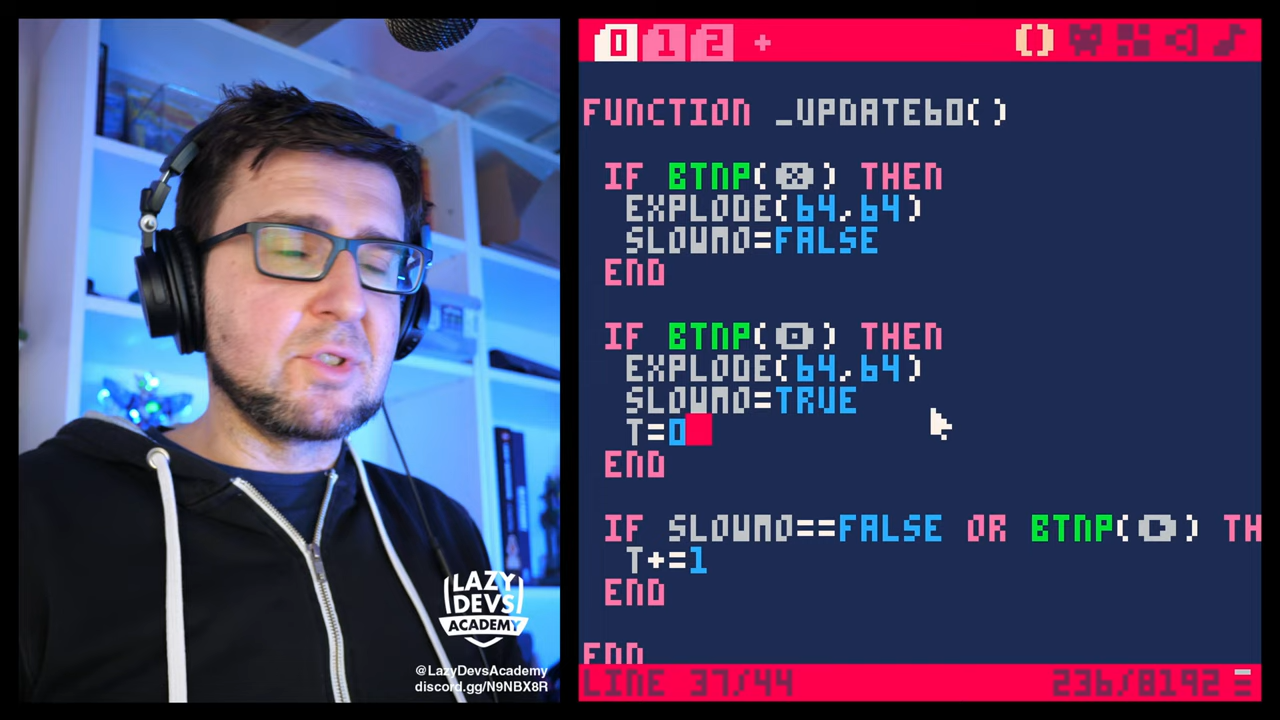 LAZY
DEVS
ACADEMY
@LazyDevsAcademy
discord.gg/N9NBX8R
0 1 2 +
FUNCTION _UPDATE60()
IF BTNP(❎) THEN
EXPLODE(64,64)
SLOWMO=FALSE
END
IF BTNP(🅾️) THEN
EXPLODE(64,64)
SLOWMO=TRUE
T=0
END
IF SLOWMO==FALSE OR BTNP(➡️) TH
T+=1
END
END
LINE 37/44 236/8192